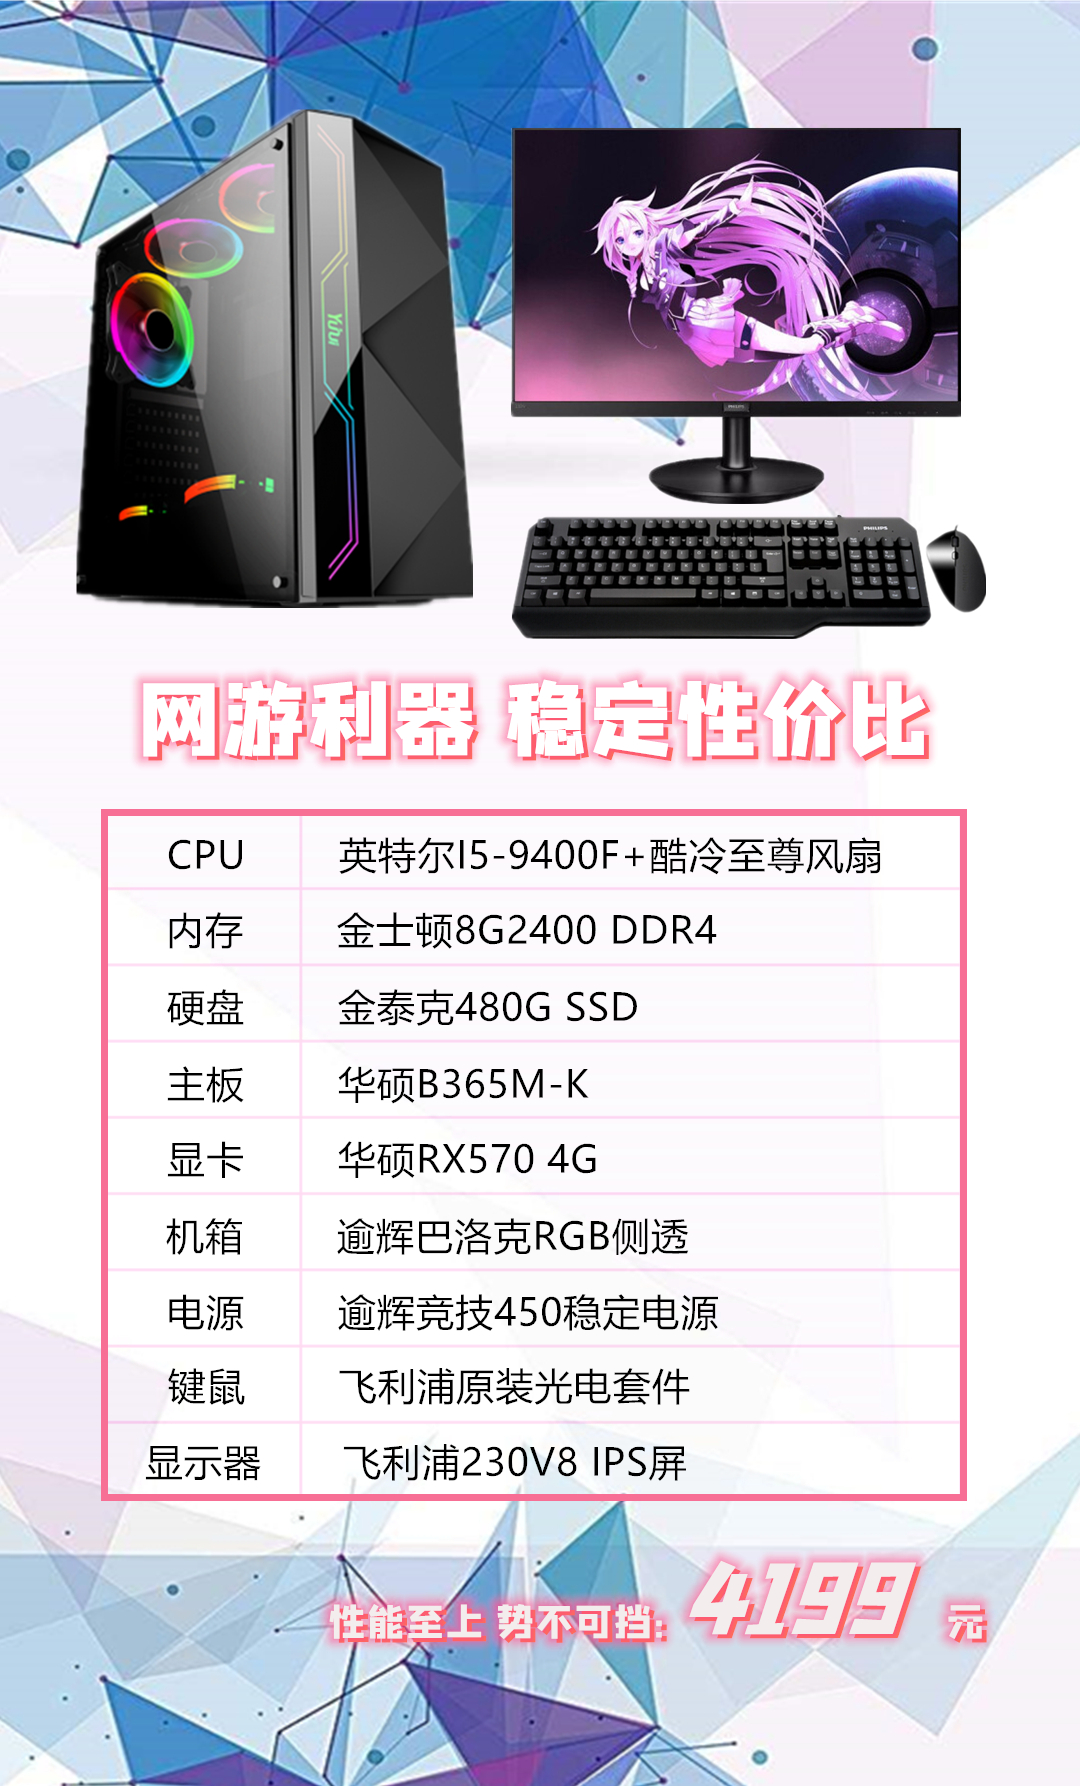 YUJI
PHILIPS
PHILIPS
网游利器 稳定性价比
CPU 英特尔I5-9400F+酷冷至尊风扇
内存 金士顿8G2400 DDR4
硬盘 金泰克480G SSD
主板 华硕B365M-K
显卡 华硕RX570 4G
机箱 逾辉巴洛克RGB侧透
电源 逾辉竞技450稳定电源
键鼠 飞利浦原装光电套件
显示器 飞利浦230V8 IPS屏
性能至上 势不可挡: 4199 元